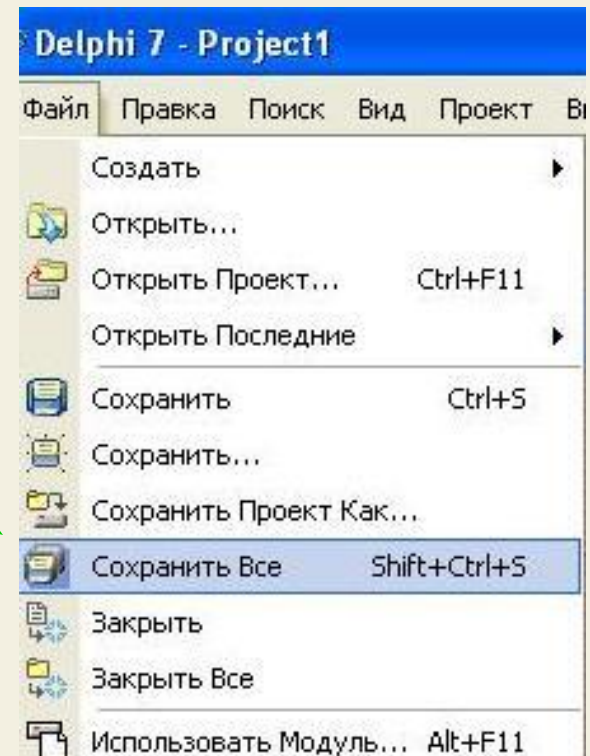 Delphi 7 - Project1
Файл Правка Поиск Вид Проект
Создать
Открыть...
Открыть Проект... Ctrl+F11
Открыть Последние
Сохранить Ctrl+S
Сохранить...
Сохранить Проект Как...
Сохранить Все Shift+Ctrl+S
Закрыть
Закрыть Все
Использовать Модуль... Alt+F11